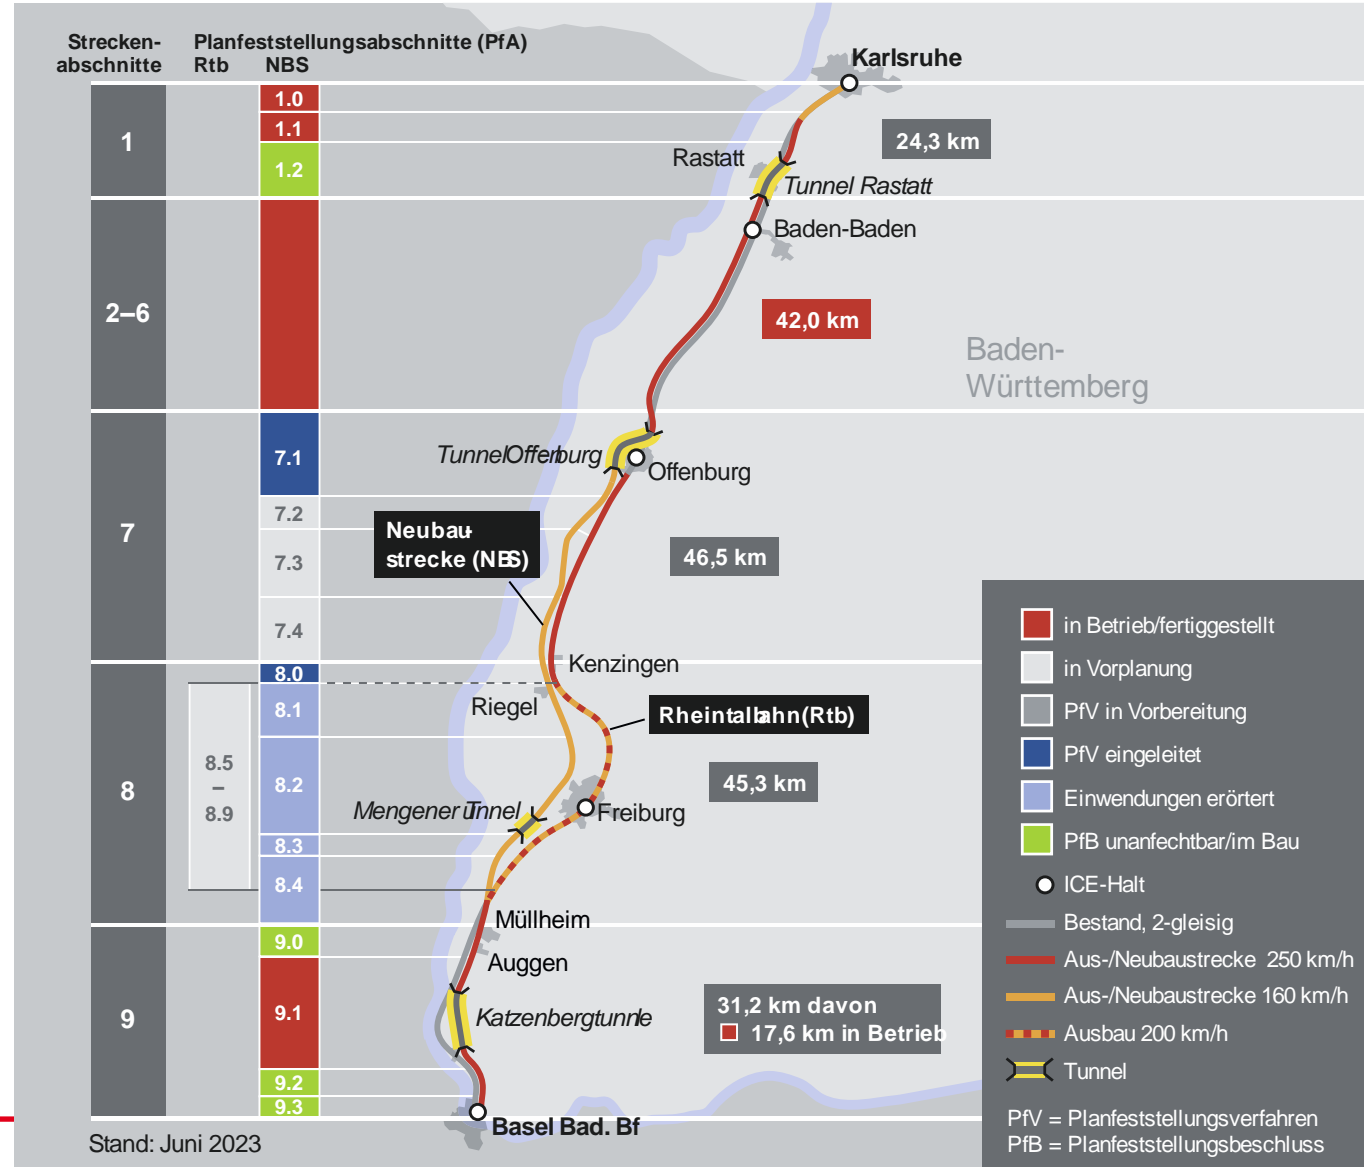 Strecken-
abschnitte
Planfeststellungsabschnitte (PfA)
Rtb NBS
Karlsruhe
1
1.0
1.1
1.2
24,3 km
Rastatt
Tunnel Rastatt
2–6
Baden-Baden
42,0 km
Baden-
Württemberg
7
7.1
7.2
7.3
7.4
Tunnel Offenburg
Offenburg
Neubau-
strecke (NBS)
46,5 km
Kenzingen
8
8.0
8.1
8.2
8.3
8.4
8.5
–
8.9
Riegel
Rheintalbahn (Rtb)
45,3 km
Mengener Tunnel
Freiburg
Müllheim
Auggen
9
9.0
9.1
9.2
9.3
Katzenbergtunnle
31,2 km davon
17,6 km in Betrieb
Basel Bad. Bf
Stand: Juni 2023
in Betrieb/fertiggestellt
in Vorplanung
PfV in Vorbereitung
PfV eingeleitet
Einwendungen erörtert
PfB unanfechtbar/im Bau
ICE-Halt
Bestand, 2-gleisig
Aus-/Neubaustrecke 250 km/h
Aus-/Neubaustrecke 160 km/h
Ausbau 200 km/h
Tunnel
PfV = Planfeststellungsverfahren
PfB = Planfeststellungsbeschluss